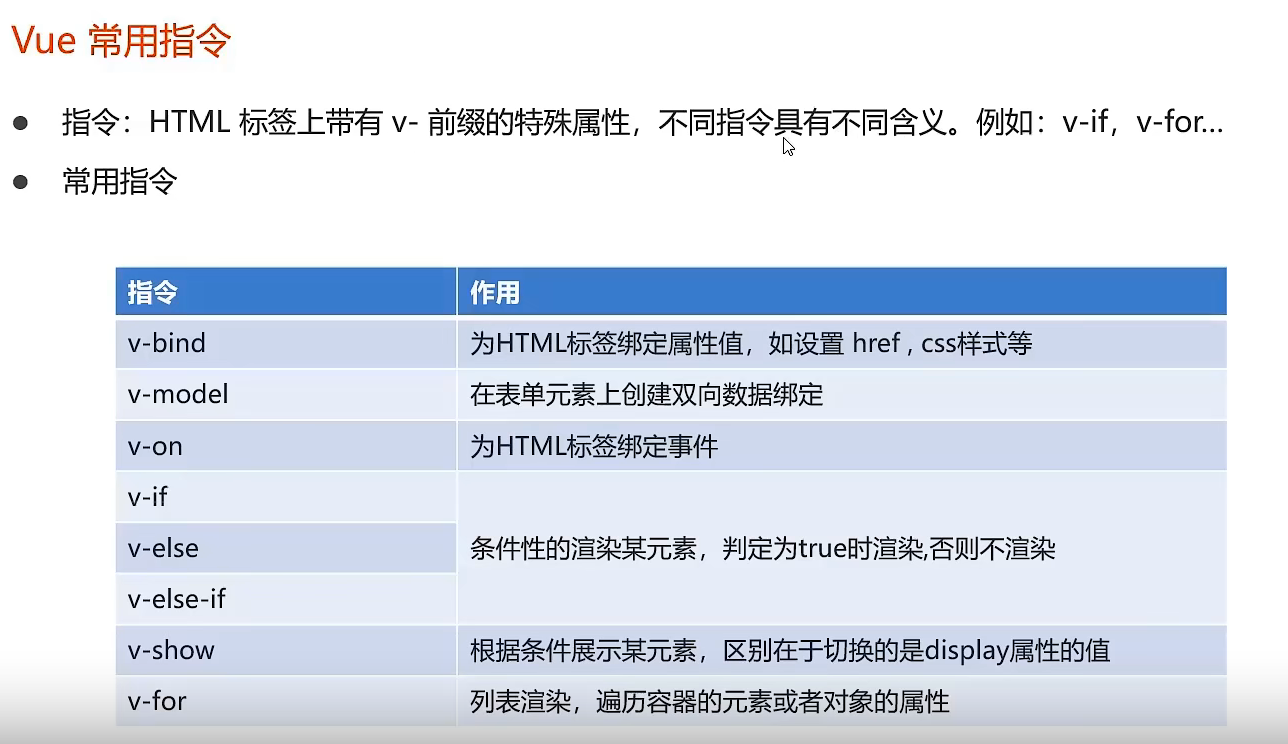 Vue 常用指令
指令：HTML 标签上带有 v- 前缀的特殊属性，不同指令具有不同含义。例如：v-if，v-for…
常用指令
指令 作用
v-bind 为HTML标签绑定属性值，如设置 href , css样式等
v-model 在表单元素上创建双向数据绑定
v-on 为HTML标签绑定事件
v-if
v-else 条件性的渲染某元素，判定为true时渲染,否则不渲染
v-else-if
v-show 根据条件展示某元素，区别在于切换的是display属性的值
v-for 列表渲染，遍历容器的元素或者对象的属性